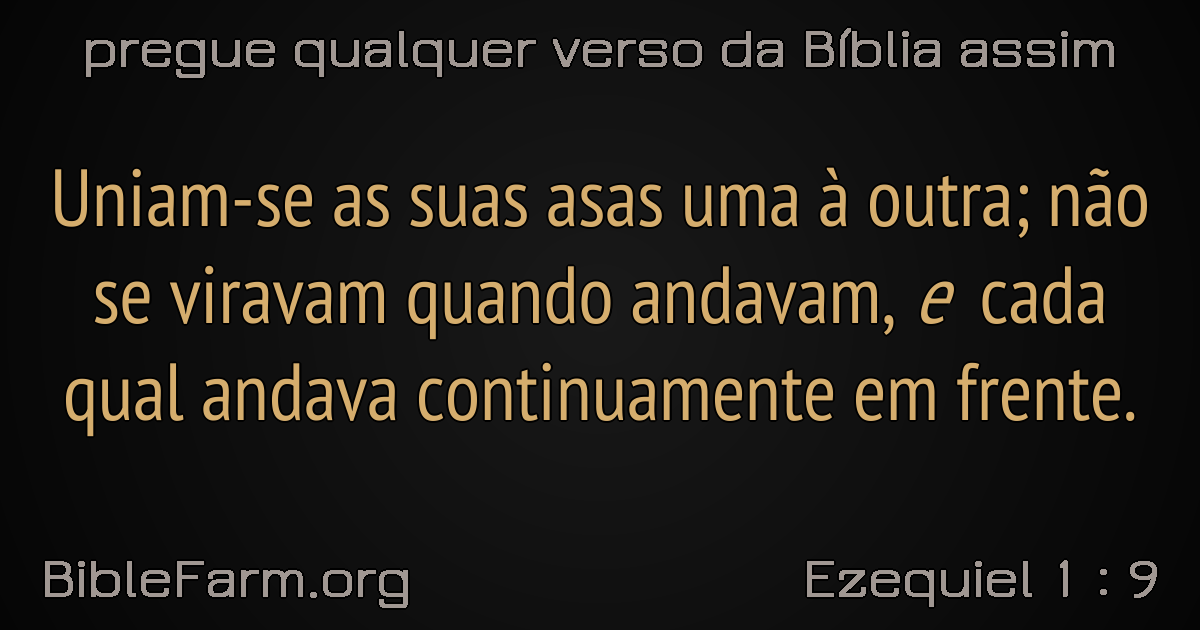 pregue qualquer verso da Bíblia assim
Uniam-se as suas asas uma à outra; não
se viravam quando andavam, e cada
qual andava continuamente em frente.
BibleFarm.org
Ezequiel 1 : 9